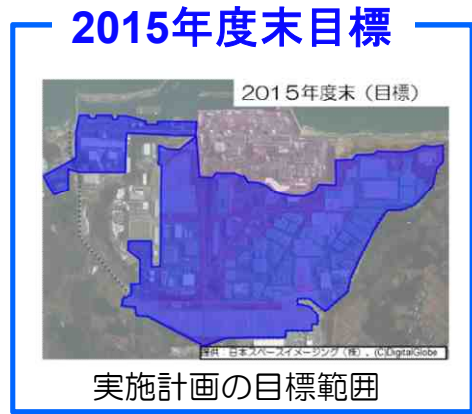 2015年度末目標
2015年度末（目標）
提供：日本スペースイメージング（株）、(C)DigitalGlobe
実施計画の目標範囲